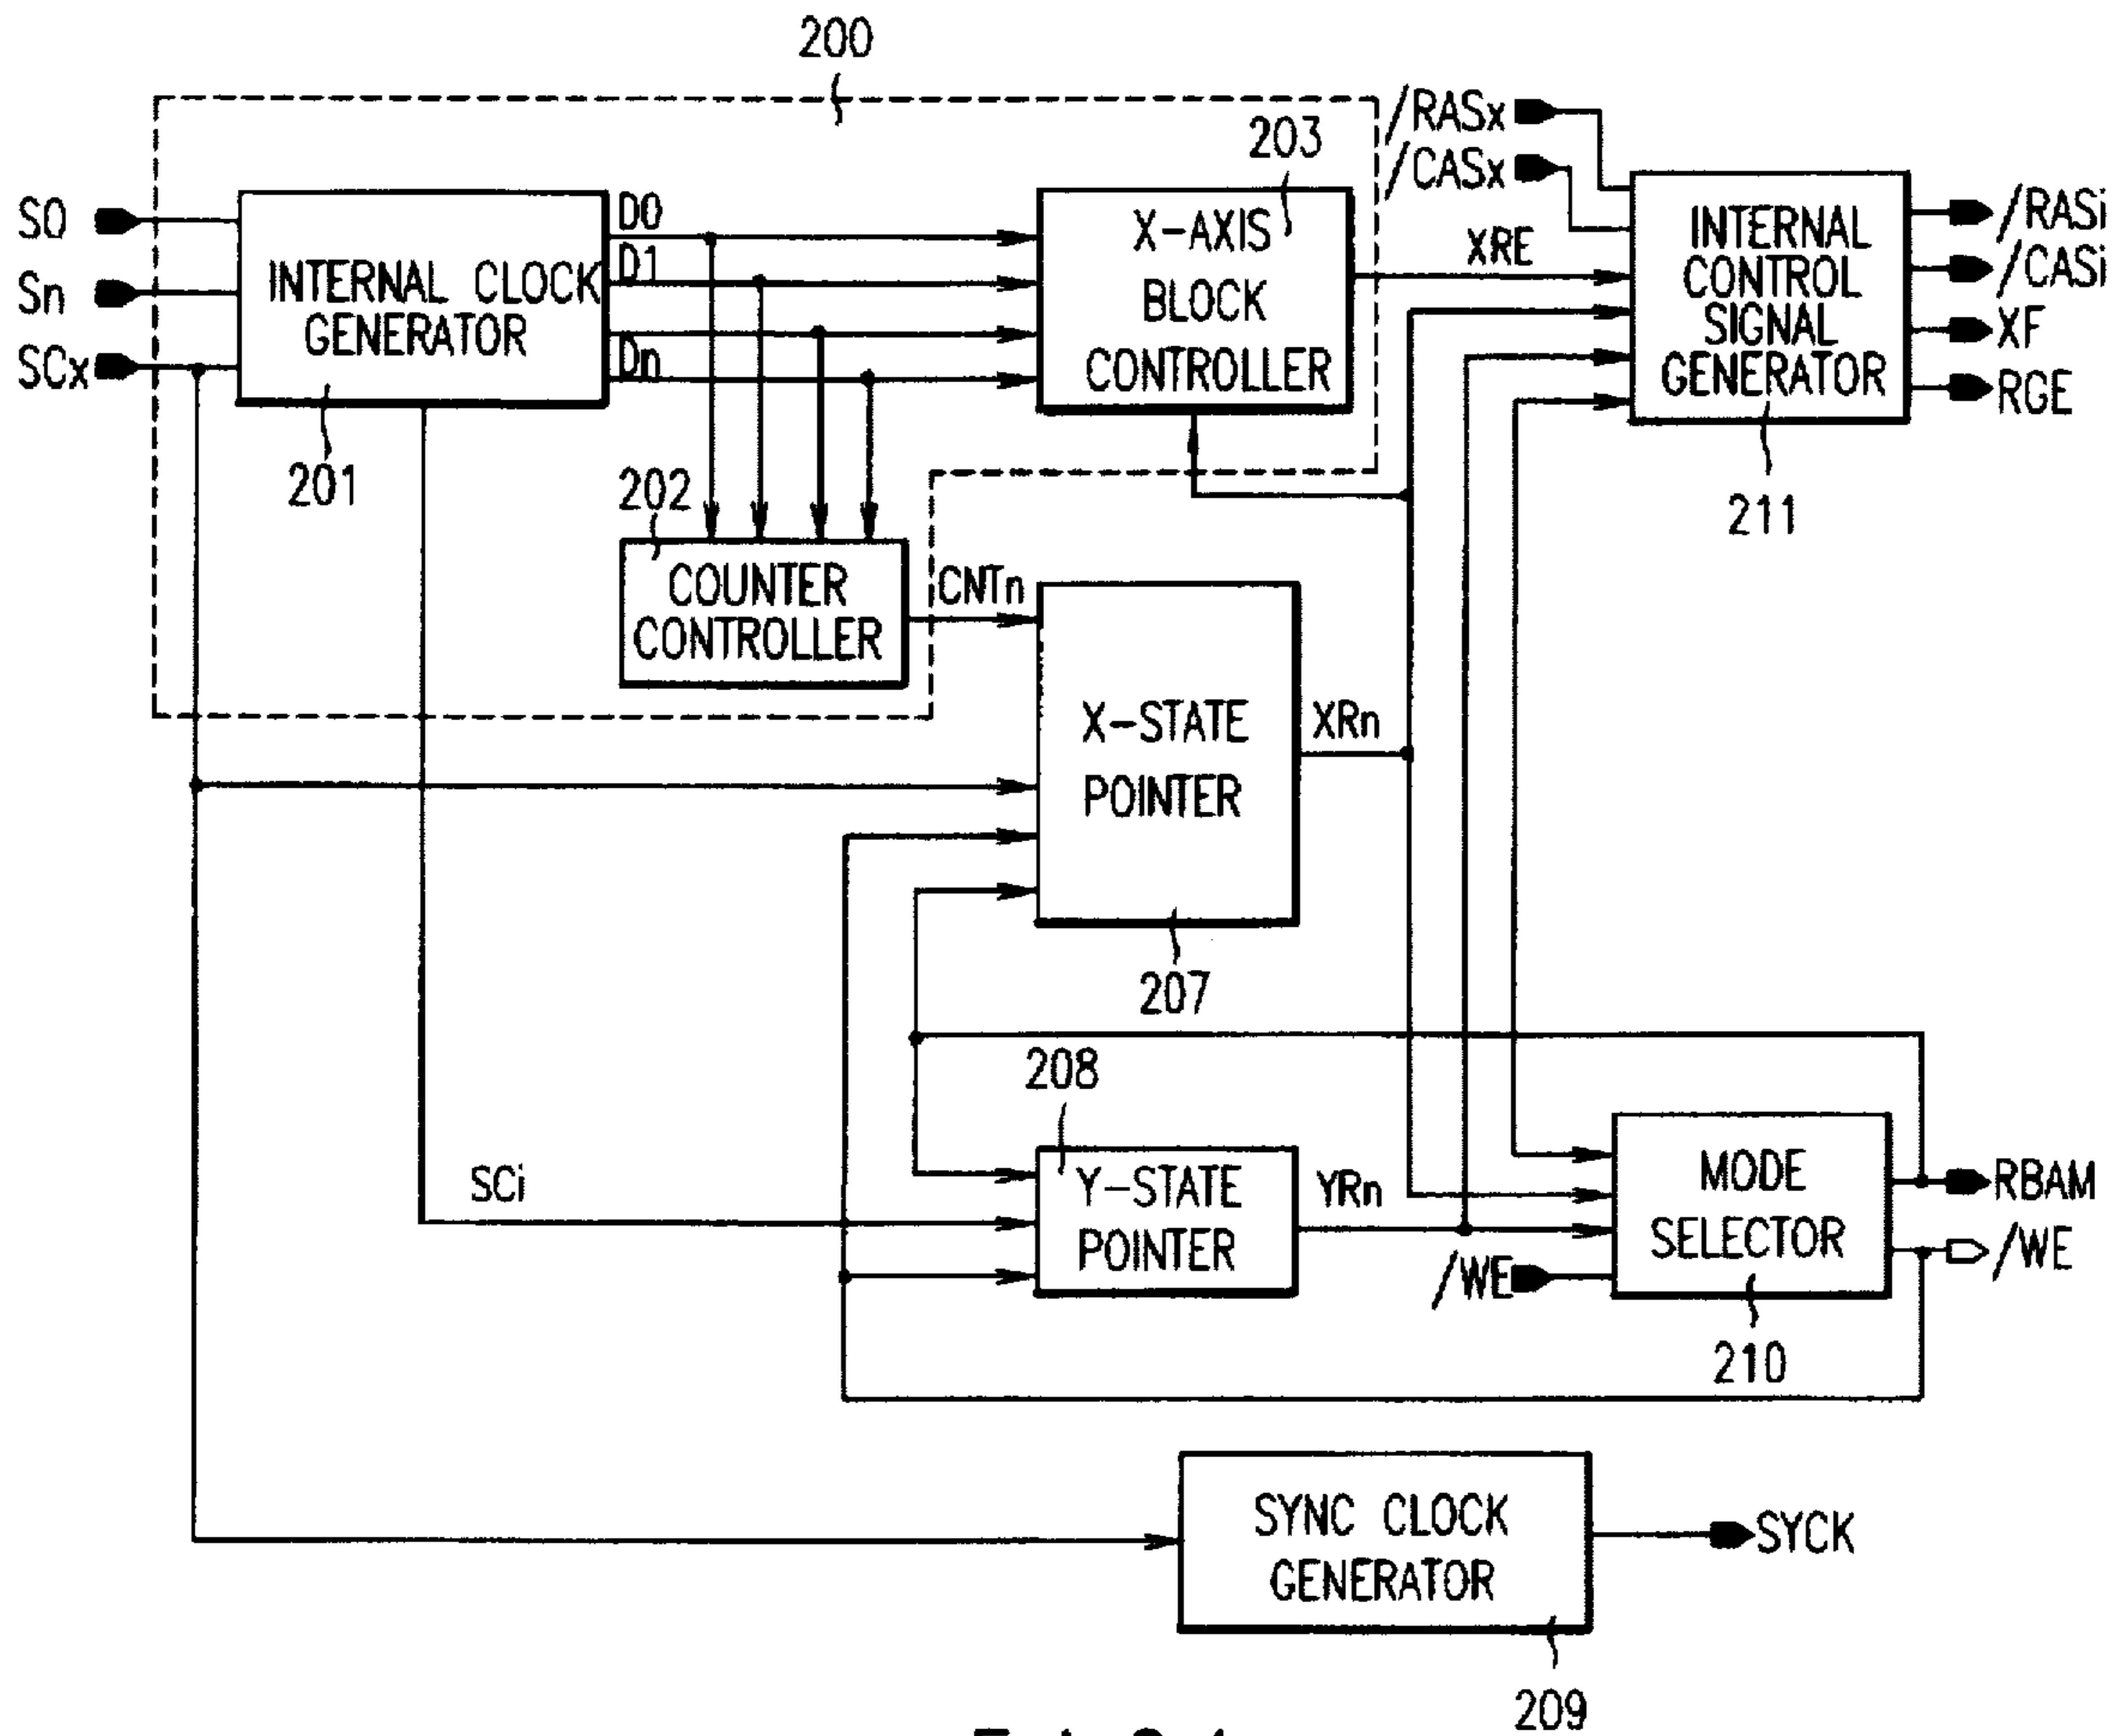 200
/RASx
203
/CASx
S0
D0
X-AXIS
BLOCK
CONTROLLER
XRE
INTERNAL
CONTROL
SIGNAL
GENERATOR
/RASi
/CASi
XF
RGE
Sn
D1
INTERNAL CLOCK
GENERATOR
SCx
Dn
201
202
211
COUNTER
CONTROLLER
CNTn
X-STATE
POINTER
XRn
207
208
SCi
Y-STATE
POINTER
YRn
MODE
SELECTOR
RBAM
/WE
/WE
210
SYNC CLOCK
GENERATOR
SYCK
209